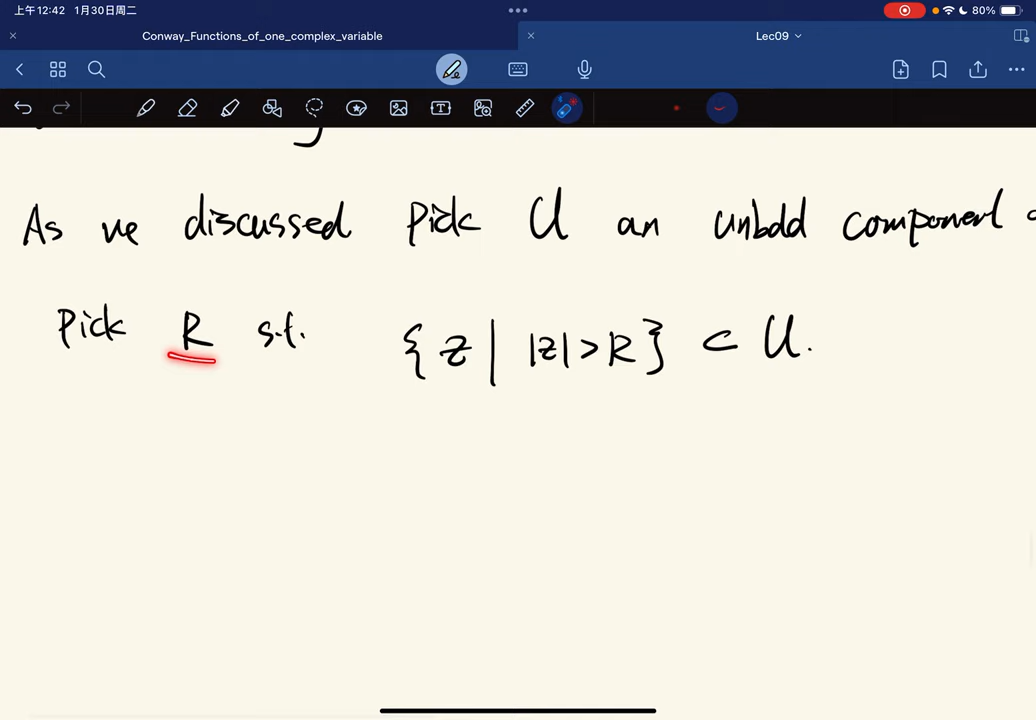 上午12:42 1月30日周二 80%
Conway_Functions_of_one_complex_variable
Lec09
As we discussed Pick U an unbdd component
Pick R s.t. {z | |z|>R} ⊂ U.